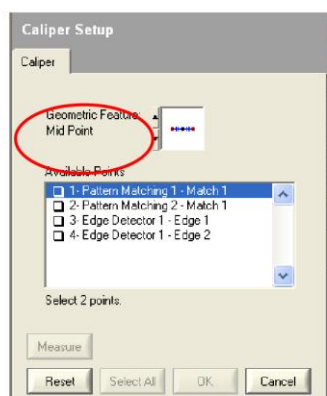 Caliper Setup
Caliper
Geometric Feature:
Mid Point
Available Points
1- Pattern Matching 1 - Match 1
2- Pattern Matching 2 - Match 1
3- Edge Detector 1 - Edge 1
4- Edge Detector 1 - Edge 2
Select 2 points.
Measure
Reset Select All OK Cancel